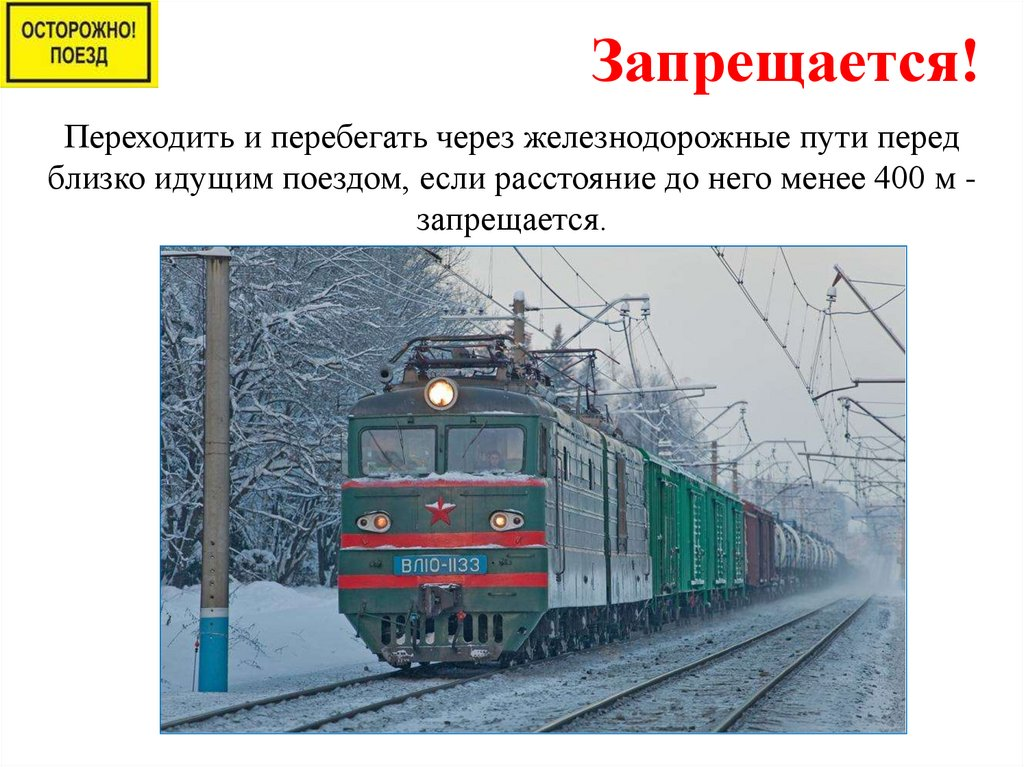 ОСТОРОЖНО!
ПОЕЗД
Запрещается!
Переходить и перебегать через железнодорожные пути перед
близко идущим поездом, если расстояние до него менее 400 м -
запрещается.
ВЛ10-1133